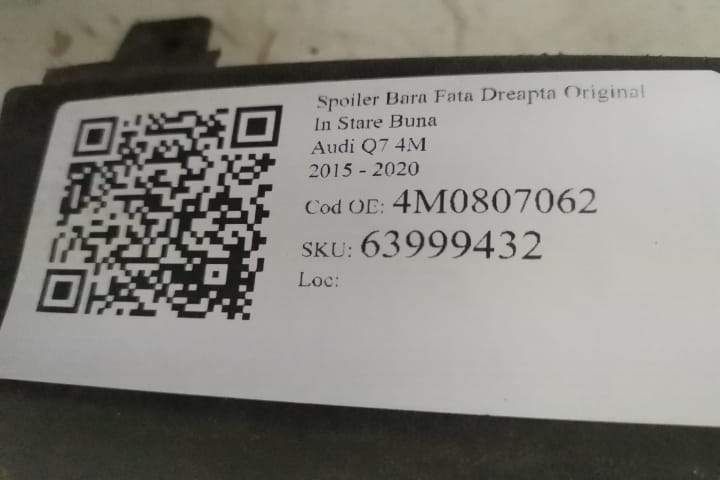 Spoiler Bara Fata Dreapta Original
In Stare Buna
Audi Q7 4M
2015 - 2020
Cod OE: 4M0807062
SKU: 63999432
Loc: